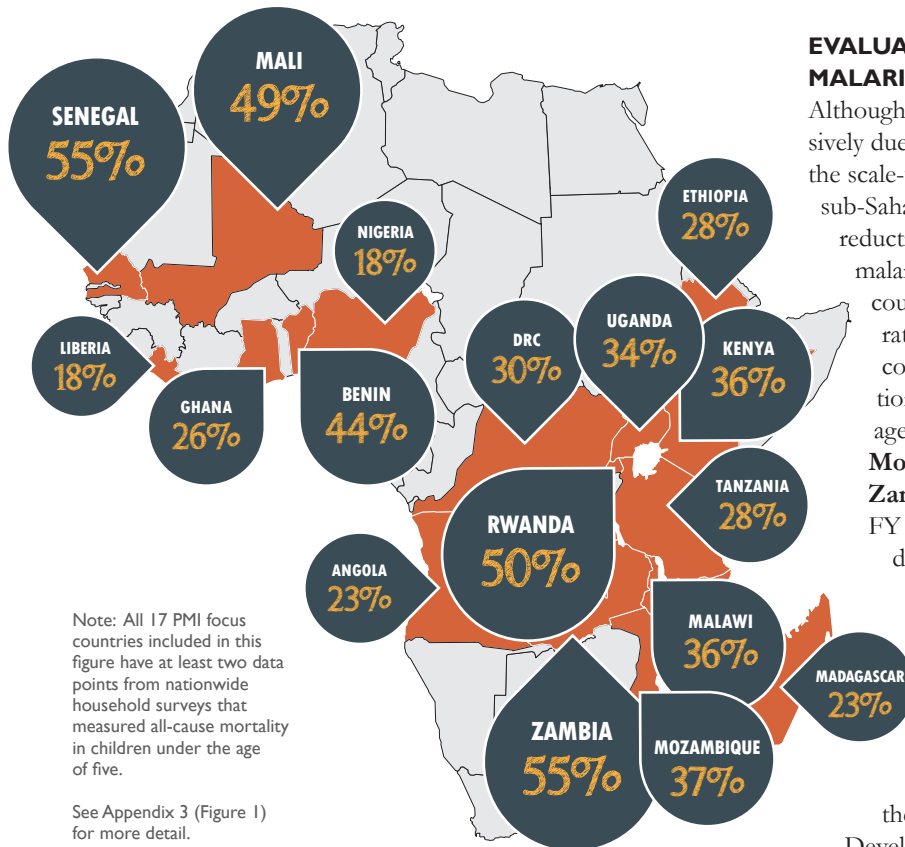 MALI
49%
SENEGAL
55%
NIGERIA
18%
ETHIOPIA
28%
LIBERIA
18%
GHANA
26%
BENIN
44%
DRC
30%
UGANDA
34%
KENYA
36%
TANZANIA
28%
RWANDA
50%
ANGOLA
23%
MALAWI
36%
MADAGASCAR
23%
ZAMBIA
55%
MOZAMBIQUE
37%
Note: All 17 PMI focus
countries included in this
figure have at least two data
points from nationwide
household surveys that
measured all-cause mortality
in children under the age
of five.
See Appendix 3 (Figure 1)
for more detail.
EVALUA
MALARI
Although
sively due
the scale-
sub-Saha
reducti
malar
cou
rat
co
tion
age
Mo
Zan
FY
d
the
Devel